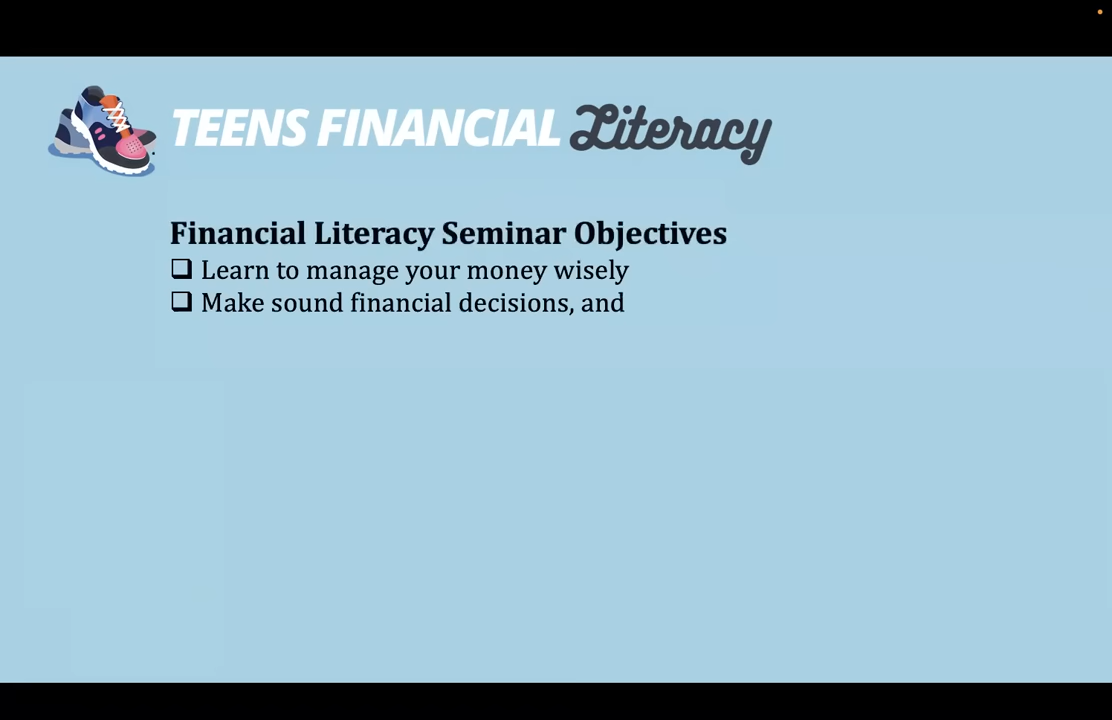 TEENS FINANCIAL Literacy
Financial Literacy Seminar Objectives
❑ Learn to manage your money wisely
❑ Make sound financial decisions, and